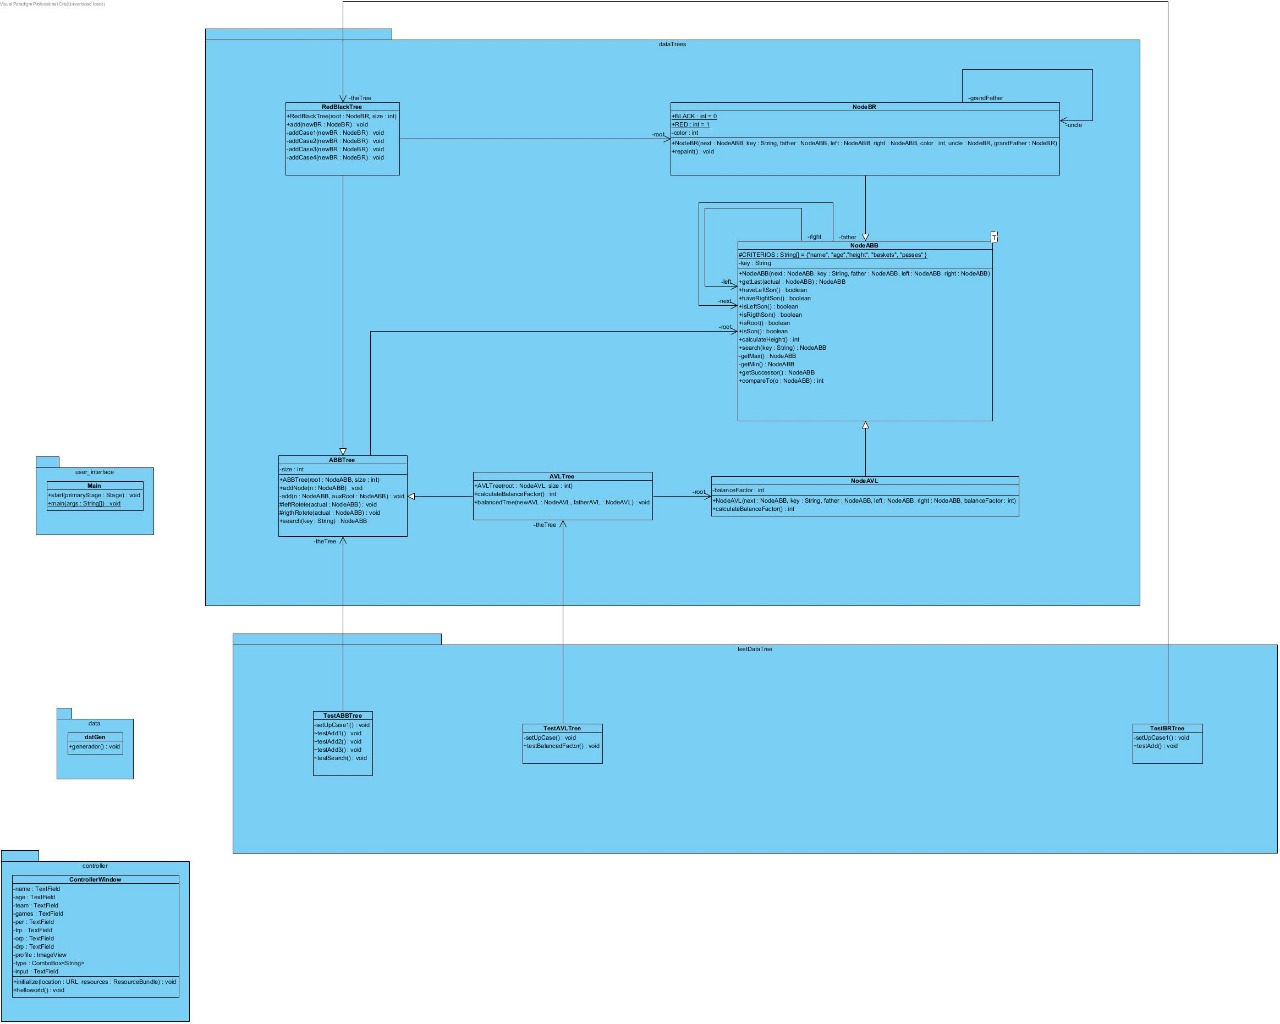 Visual Paradigm Professional
dataTrees
-theTree
RedBlackTree
+RedBlackTree(root : NodeBR, size : int)
+add(newBR : NodeBR) : void
-addCase1(newBR : NodeBR) : void
-addCase2(newBR : NodeBR) : void
-addCase3(newBR : NodeBR) : void
-addCase4(newBR : NodeBR) : void
-root
-grandFather
-uncle
NodeBR
+BLACK : int = 0
+RED : int = 1
-color : int
+NodeBR(next : NodeABB, key : String, father : NodeABB, left : NodeABB, right : NodeABB, color : int, uncle : NodeBR, grandFather : NodeBR)
+repaint() : void
-right
-father
-left
-next
-root
T
NodeABB
#CRITERIOS : String[] = {"name", "age","height", "baskets", "passes" }
-key : String
+NodeABB(next : NodeABB, key : String, father : NodeABB, left : NodeABB, right : NodeABB)
+getLast(actual : NodeABB) : NodeABB
+haveLeftSon() : boolean
+haveRightSon() : boolean
+isLeftSon() : boolean
+isRigthSon() : boolean
+isRoot() : boolean
+isSon() : boolean
+calculateHeight() : int
+search(key : String) : NodeABB
-getMax() : NodeABB
-getMin() : NodeABB
+getSuccessor() : NodeABB
+compareTo(o : NodeABB) : int
ABBTree
-size : int
+ABBTree(root : NodeABB, size : int)
+addNode(n : NodeABB) : void
-add(n : NodeABB, auxRoot : NodeABB) : void
#leftRotete(actual : NodeABB) : void
#rigthRotete(actual : NodeABB) : void
+search(key : String) : NodeABB
-theTree
AVLTree
+AVLTree(root : NodeAVL, size : int)
+calculateBalanceFactor() : int
+balancedTree(newAVL : NodeAVL, fatherAVL : NodeAVL) : void
-theTree
-root
NodeAVL
-balanceFactor : int
+NodeAVL(next : NodeABB, key : String, father : NodeABB, left : NodeABB, right : NodeABB, balanceFactor : int)
+calculateBalanceFactor() : int
user_interface
Main
+start(primaryStage : Stage) : void
+main(args : String[]) : void
testDataTree
TestABBTree
-setUpCase1() : void
~testAdd1() : void
~testAdd2() : void
~testAdd3() : void
~testSearch() : void
TestAVLTree
-setUpCase() : void
~testBalancedFactor() : void
TestBRTree
-setUpCase1() : void
~testAdd() : void
data
datGen
+generador() : void
controller
ControllerWindow
-name : TextField
-age : TextField
-team : TextField
-games : TextField
-per : TextField
-trp : TextField
-orp : TextField
-drp : TextField
-profile : ImageView
-type : ComboBox<String>
-input : TextField
+initialize(location : URL, resources : ResourceBundle) : void
+helloworld() : void